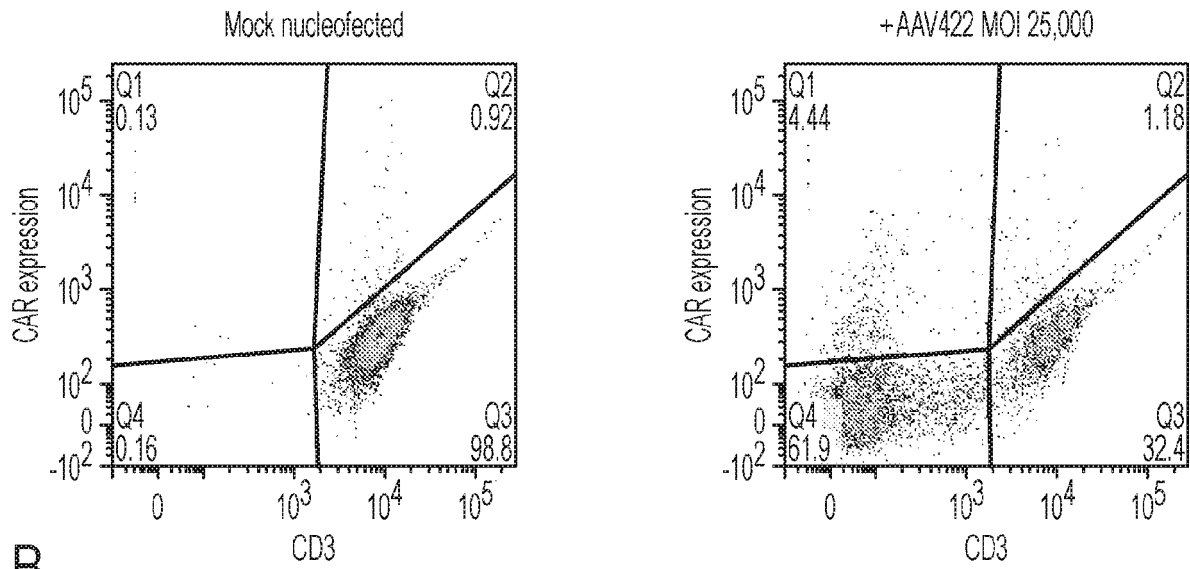 Mock nucleofected
Q1
0.13
Q2
0.92
Q4
0.16
Q3
98.8
10^5
10^4
10^3
10^2
0
-10^2
CAR expression
0
10^3
10^4
10^5
CD3
+AAV422 MOI 25,000
Q1
4.44
Q2
1.18
Q4
61.9
Q3
32.4
10^5
10^4
10^3
10^2
0
-10^2
CAR expression
0
10^3
10^4
10^5
CD3
B